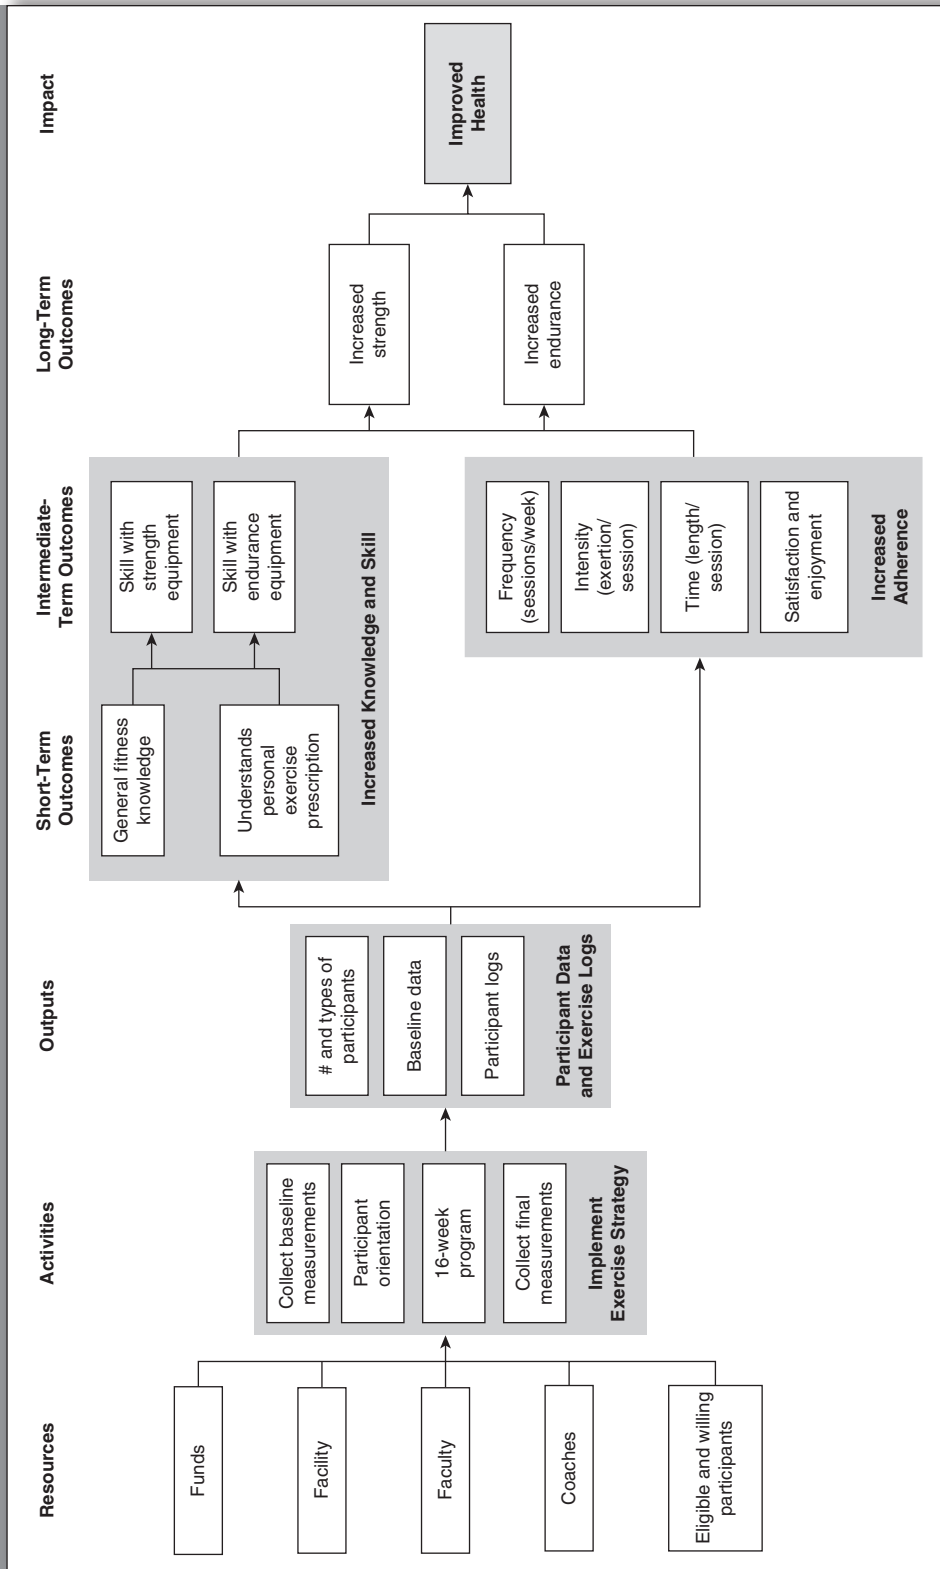 Resources
Activities
Outputs
Short-Term
Outcomes
Intermediate-
Term Outcomes
Long-Term
Outcomes
Impact
Funds
Facility
Faculty
Coaches
Eligible and willing
participants
Collect baseline
measurements
Participant
orientation
16-week
program
Collect final
measurements
Implement
Exercise Strategy
# and types of
participants
Baseline data
Participant logs
Participant Data
and Exercise Logs
General fitness
knowledge
Understands
personal
exercise
prescription
Skill with
strength
equipment
Skill with
endurance
equipment
Increased Knowledge and Skill
Frequency
(sessions/week)
Intensity
(exertion/
session)
Time (length/
session)
Satisfaction and
enjoyment
Increased
Adherence
Increased
strength
Increased
endurance
Improved
Health